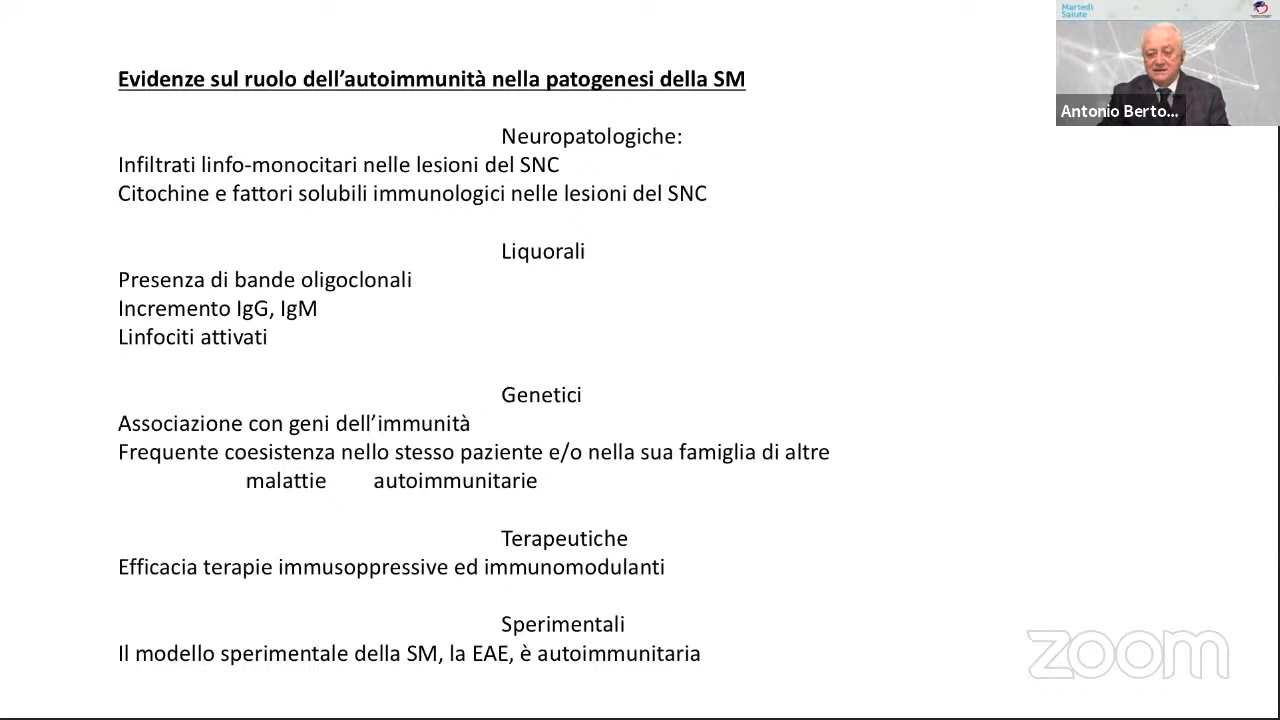 Martedì
Salute
Antonio Berto...
Evidenze sul ruolo dell’autoimmunità nella patogenesi della SM
Neuropatologiche:
Infiltrati linfo-monocitari nelle lesioni del SNC
Citochine e fattori solubili immunologici nelle lesioni del SNC
Liquorali
Presenza di bande oligoclonali
Incremento IgG, IgM
Linfociti attivati
Genetici
Associazione con geni dell’immunità
Frequente coesistenza nello stesso paziente e/o nella sua famiglia di altre
malattie autoimmunitarie
Terapeutiche
Efficacia terapie immusoppressive ed immunomodulanti
Sperimentali
Il modello sperimentale della SM, la EAE, è autoimmunitaria
zoom